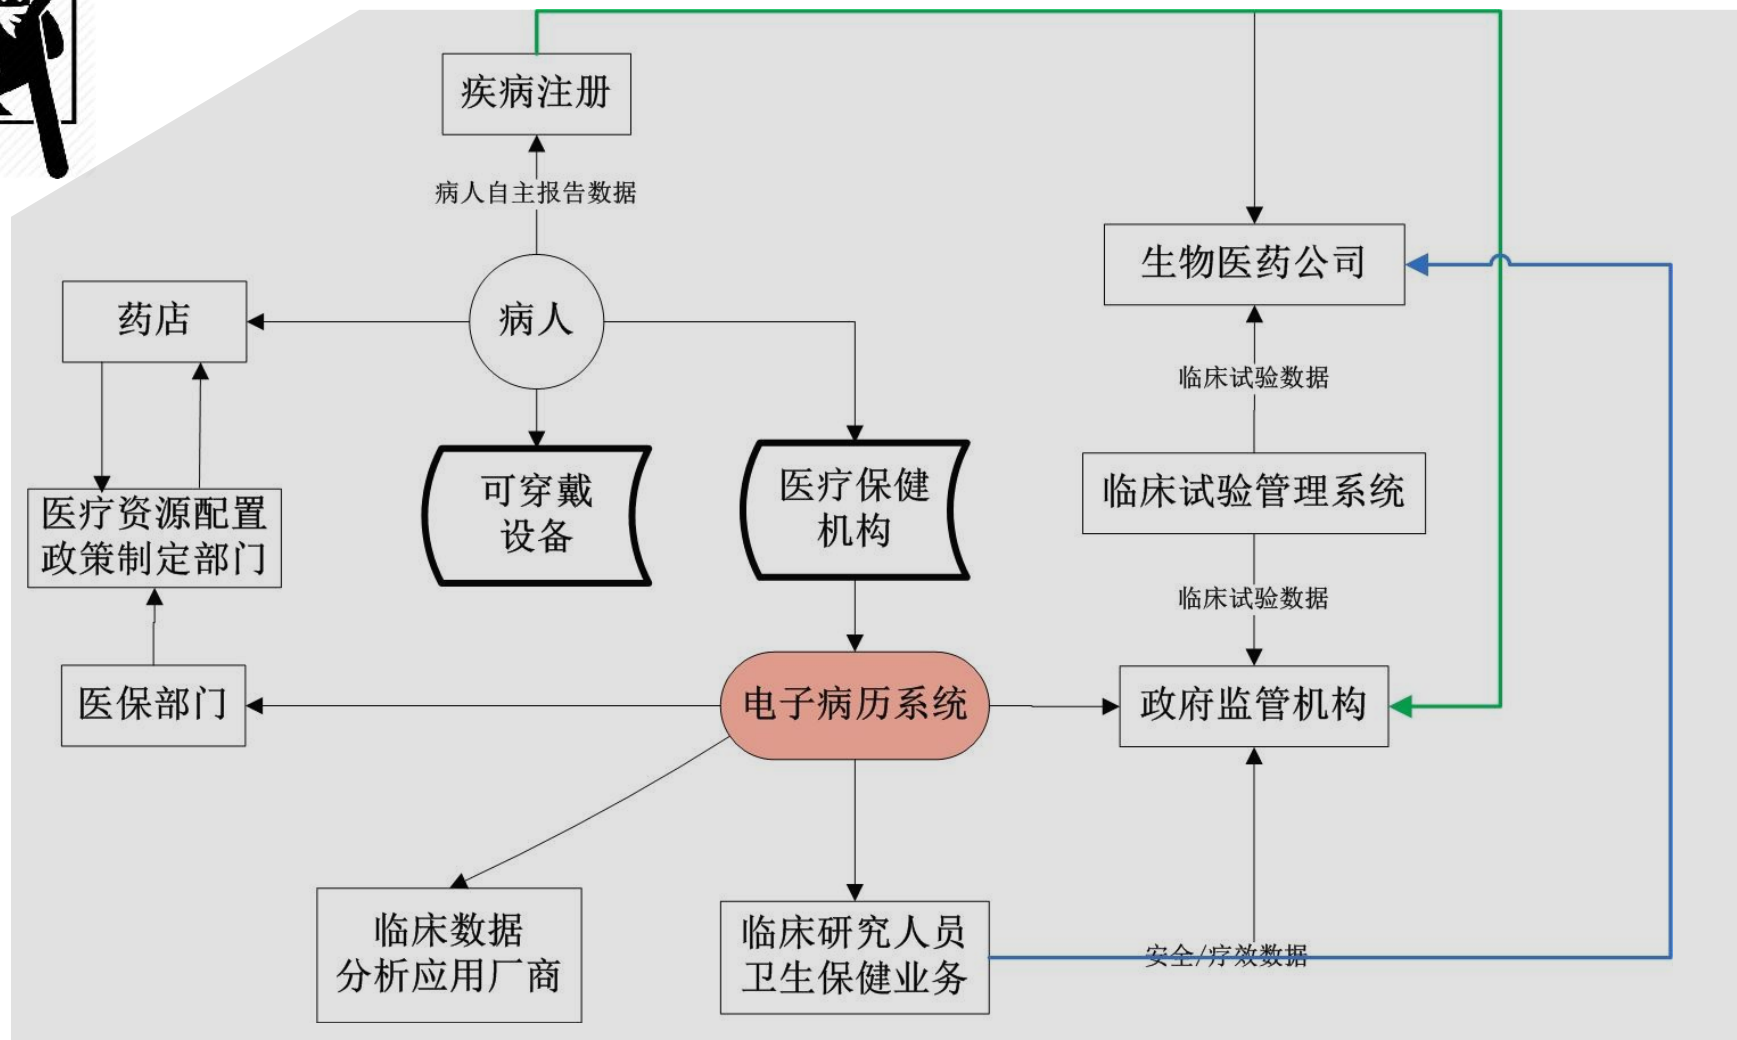 疾病注册
病人自主报告数据
生物医药公司
药店
病人
临床试验数据
可穿戴
设备
医疗保健
机构
临床试验管理系统
医疗资源配置
政策制定部门
临床试验数据
医保部门
电子病历系统
政府监管机构
临床数据
分析应用厂商
临床研究人员
卫生保健业务
安全/疗效数据